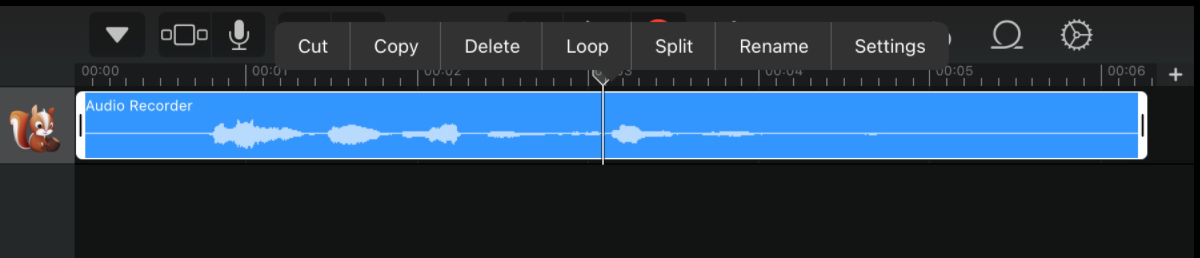 Cut Copy Delete Loop Split Rename Settings
00:00 00:01 00:02 00:03 00:04 00:05 00:06 +
Audio Recorder